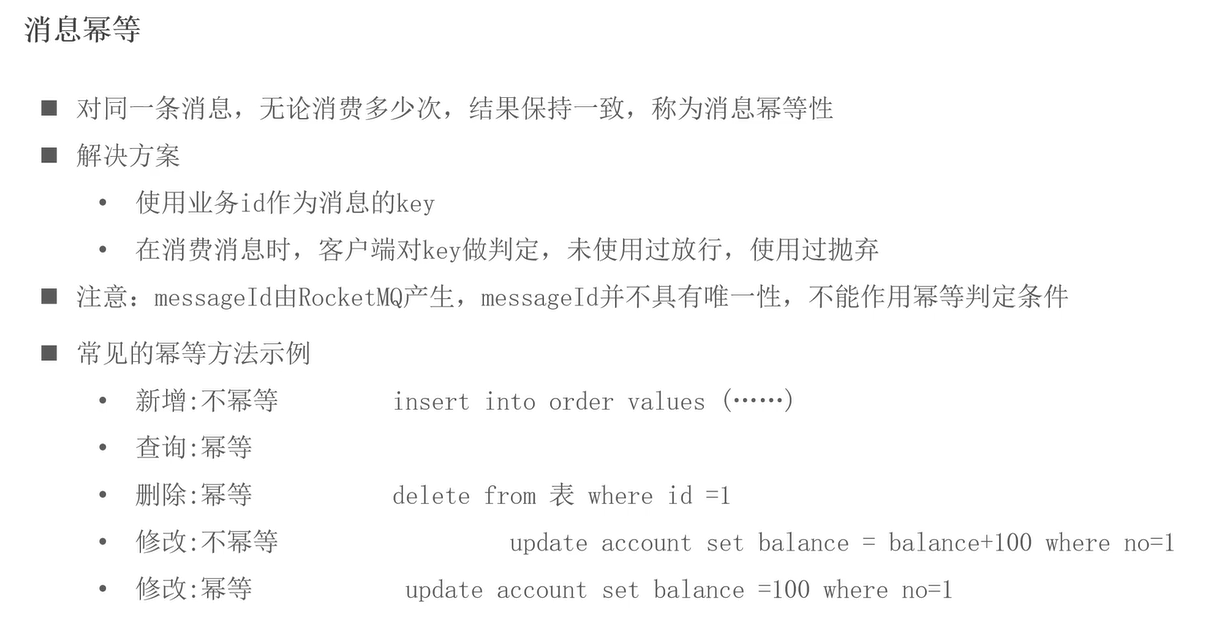 消息幂等
■ 对同一条消息，无论消费多少次，结果保持一致，称为消息幂等性
■ 解决方案
• 使用业务id作为消息的key
• 在消费消息时，客户端对key做判定，未使用过放行，使用过抛弃
■ 注意：messageId由RocketMQ产生，messageId并不具有唯一性，不能作用幂等判定条件
■ 常见的幂等方法示例
• 新增:不幂等 insert into order values (……)
• 查询:幂等
• 删除:幂等 delete from 表 where id =1
• 修改:不幂等 update account set balance = balance+100 where no=1
• 修改:幂等 update account set balance =100 where no=1